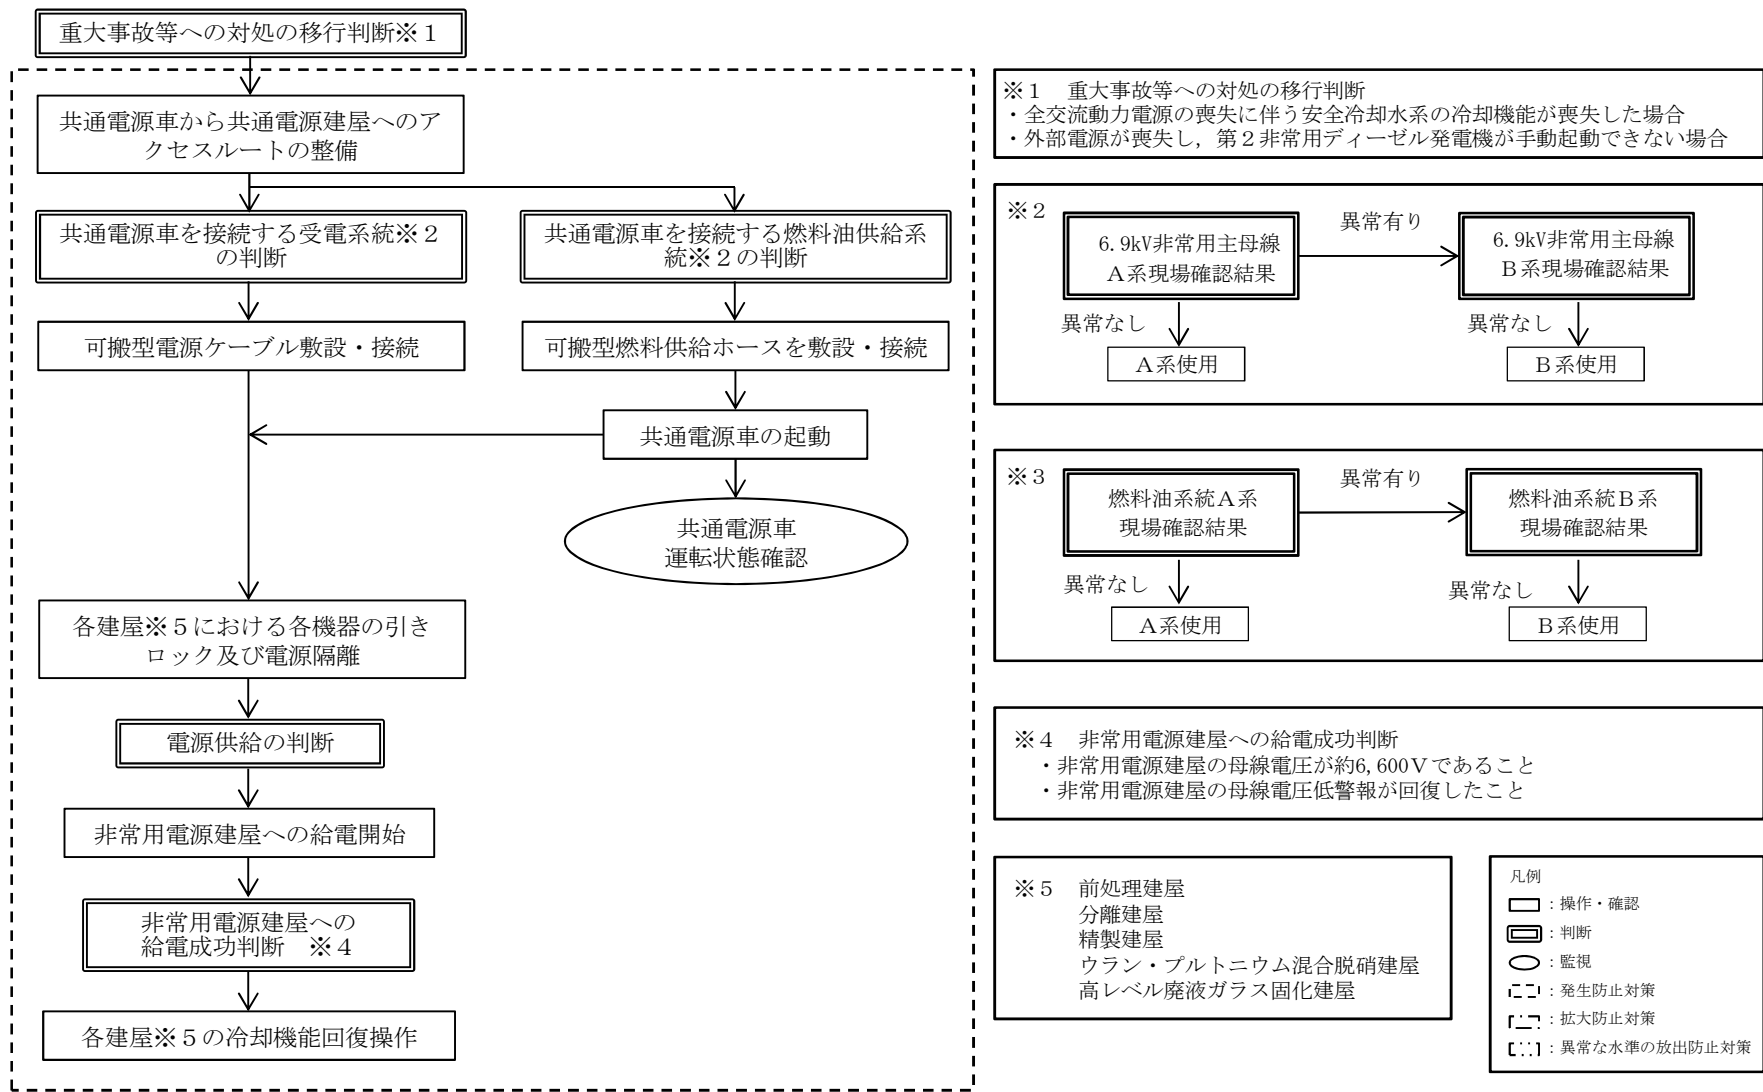 重大事故等への対処の移行判断※１
共通電源車から共通電源建屋へのア
クセスルートの整備
共通電源車を接続する受電系統※２
の判断
共通電源車を接続する燃料油供給系
統※２の判断
可搬型電源ケーブル敷設・接続
可搬型燃料供給ホースを敷設・接続
共通電源車の起動
共通電源車
運転状態確認
各建屋※５における各機器の引き
ロック及び電源隔離
電源供給の判断
非常用電源建屋への給電開始
非常用電源建屋への
給電成功判断　※４
各建屋※５の冷却機能回復操作
※１　重大事故等への対処の移行判断
・全交流動力電源の喪失に伴う安全冷却水系の冷却機能が喪失した場合
・外部電源が喪失し，第２非常用ディーゼル発電機が手動起動できない場合
※２
6.9kV非常用主母線
Ａ系現場確認結果
異常有り
6.9kV非常用主母線
Ｂ系現場確認結果
異常なし
異常なし
Ａ系使用
Ｂ系使用
※３
燃料油系統Ａ系
現場確認結果
異常有り
燃料油系統Ｂ系
現場確認結果
異常なし
異常なし
Ａ系使用
Ｂ系使用
※４　非常用電源建屋への給電成功判断
・非常用電源建屋の母線電圧が約6,600Ｖであること
・非常用電源建屋の母線電圧低警報が回復したこと
※５　前処理建屋
分離建屋
精製建屋
ウラン・プルトニウム混合脱硝建屋
高レベル廃液ガラス固化建屋
凡例
：操作・確認
：判断
：監視
：発生防止対策
：拡大防止対策
：異常な水準の放出防止対策